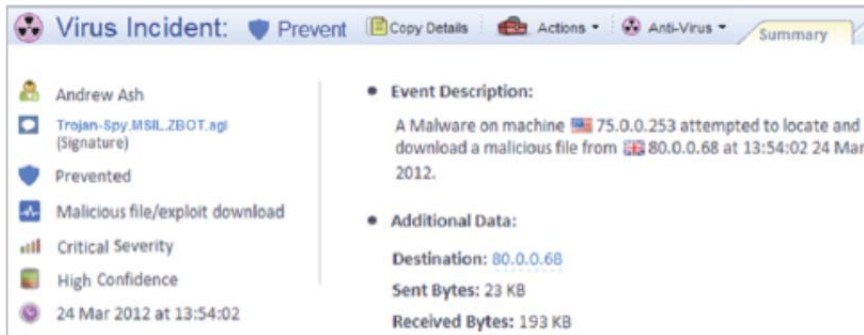 Virus Incident: Prevent Copy Details Actions Anti-Virus Summary
Andrew Ash
Trojan-Spy.MSIL.ZBOT.agi
(Signature)
Prevented
Malicious file/exploit download
Critical Severity
High Confidence
24 Mar 2012 at 13:54:02
Event Description:
A Malware on machine 75.0.0.253 attempted to locate and
download a malicious file from 80.0.0.68 at 13:54:02 24 Mar
2012.
Additional Data:
Destination: 80.0.0.68
Sent Bytes: 23 KB
Received Bytes: 193 KB